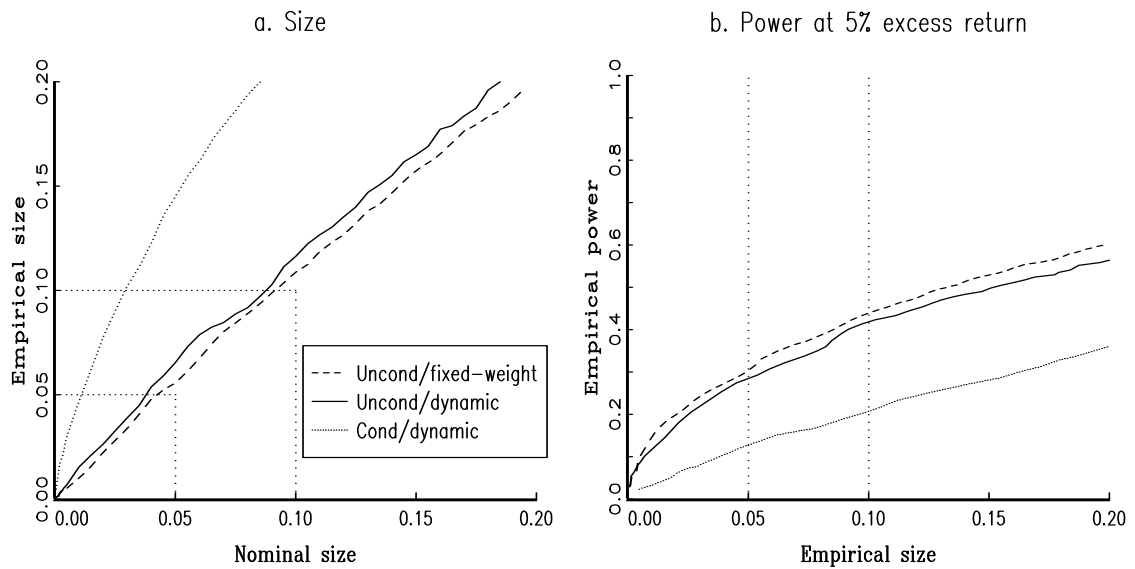 a. Size
Empirical size
0.20
0.15
0.10
0.05
0.00
Uncond/fixed-weight
Uncond/dynamic
Cond/dynamic
0.00 0.05 0.10 0.15 0.20
Nominal size
b. Power at 5% excess return
Empirical power
1.0
0.8
0.6
0.4
0.2
0.0
0.00 0.05 0.10 0.15 0.20
Empirical size